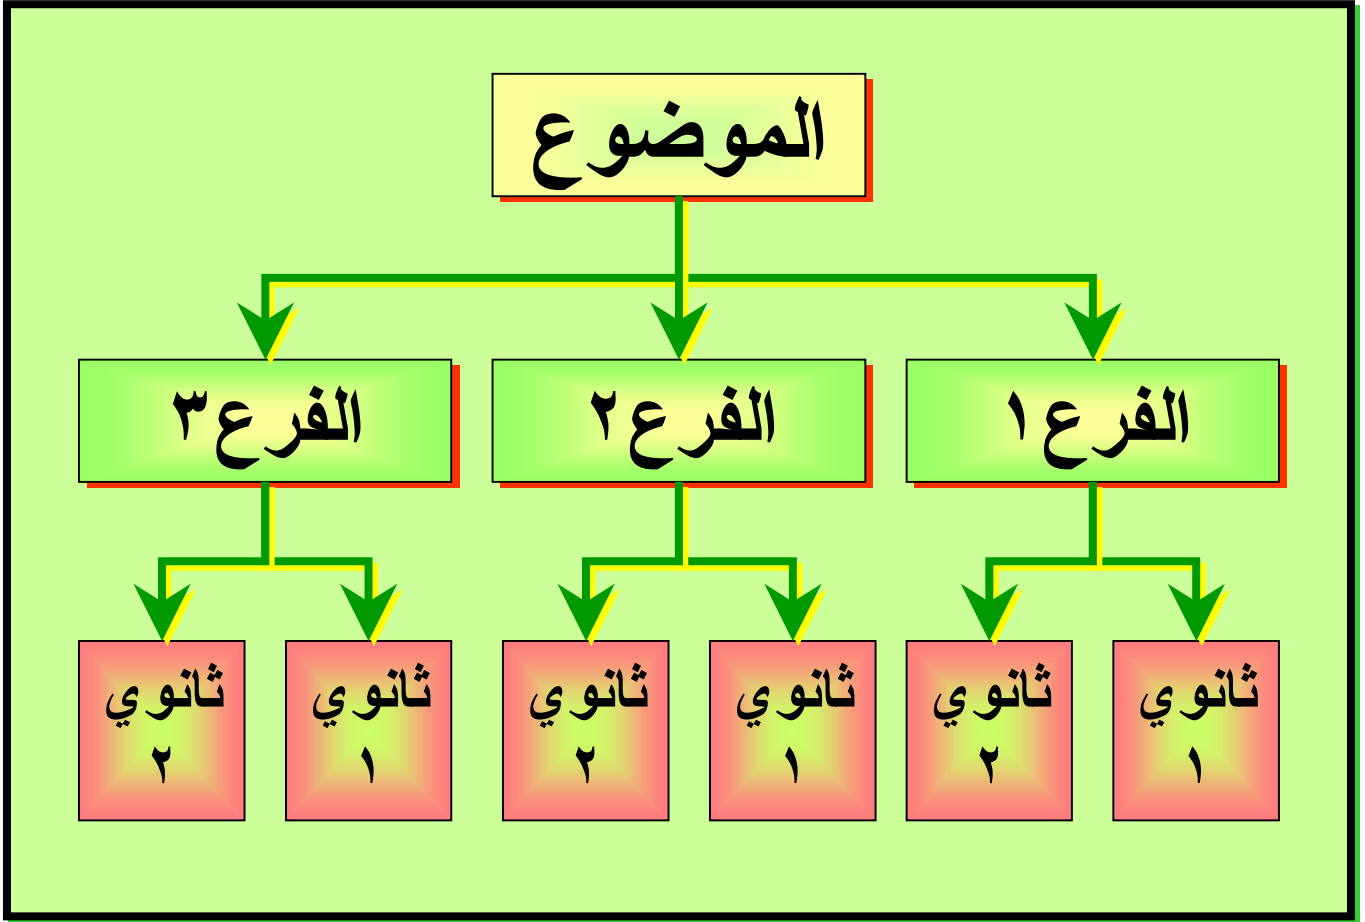 الموضوع
الفرع١
الفرع٢
الفرع٣
ثانوي
١
ثانوي
٢
ثانوي
١
ثانوي
٢
ثانوي
١
ثانوي
٢